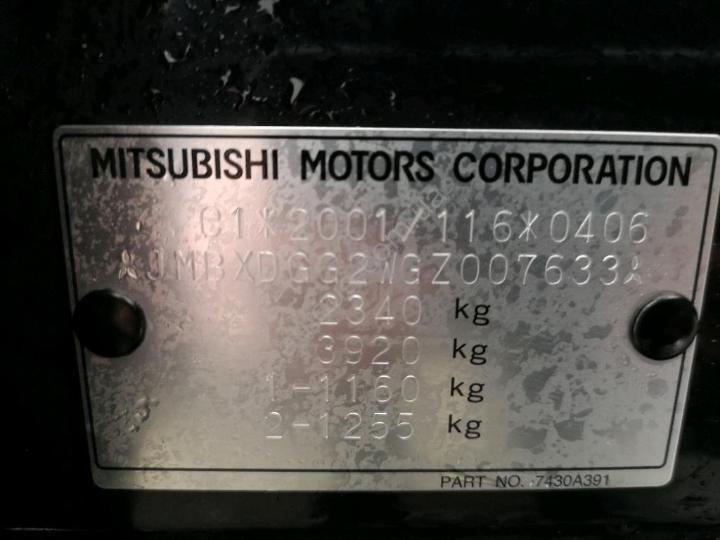 MITSUBISHI MOTORS CORPORATION
e1*2001/116*0406
JMBXDGG2WGZ007633
2340 kg
3920 kg
1-1160 kg
2-1255 kg
PART NO. 7430A391